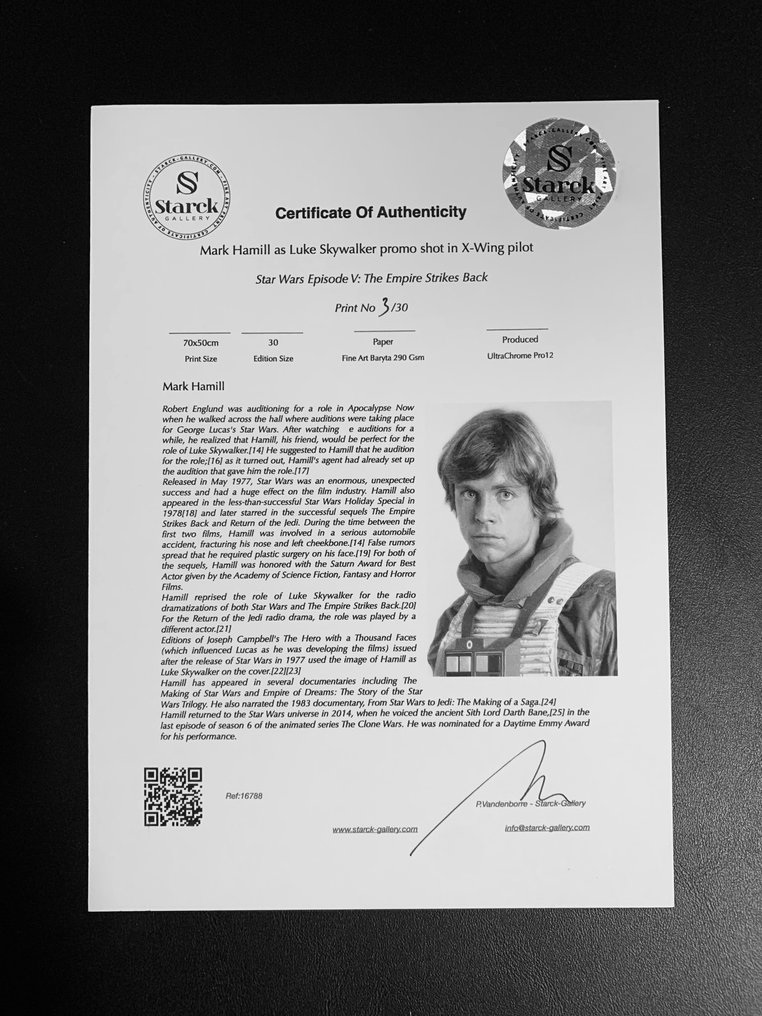 STARCK-GALLERY.COM · FINE ART PRINT · CERTIFICATE OF AUTHENTICITY
S
Starck
GALLERY
STARCK-GALLERY
CERTIFICATE OF
S
Starck
GALLERY
Certificate Of Authenticity
Mark Hamill as Luke Skywalker promo shot in X-Wing pilot
Star Wars Episode V: The Empire Strikes Back
Print No 3/30
70x50cm 30 Paper Produced
Print Size Edition Size Fine Art Baryta 290 Gsm UltraChrome Pro12
Mark Hamill
Robert Englund was auditioning for a role in Apocalypse Now
when he walked across the hall where auditions were taking place
for George Lucas's Star Wars. After watching e auditions for a
while, he realized that Hamill, his friend, would be perfect for the
role of Luke Skywalker.[14] He suggested to Hamill that he audition
for the role;[16] as it turned out, Hamill's agent had already set up
the audition that gave him the role.[17]
Released in May 1977, Star Wars was an enormous, unexpected
success and had a huge effect on the film industry. Hamill also
appeared in the less-than-successful Star Wars Holiday Special in
1978[18] and later starred in the successful sequels The Empire
Strikes Back and Return of the Jedi. During the time between the
first two films, Hamill was involved in a serious automobile
accident, fracturing his nose and left cheekbone.[14] False rumors
spread that he required plastic surgery on his face.[19] For both of
the sequels, Hamill was honored with the Saturn Award for Best
Actor given by the Academy of Science Fiction, Fantasy and Horror
Films.
Hamill reprised the role of Luke Skywalker for the radio
dramatizations of both Star Wars and The Empire Strikes Back.[20]
For the Return of the Jedi radio drama, the role was played by a
different actor.[21]
Editions of Joseph Campbell's The Hero with a Thousand Faces
(which influenced Lucas as he was developing the films) issued
after the release of Star Wars in 1977 used the image of Hamill as
Luke Skywalker on the cover.[22][23]
Hamill has appeared in several documentaries including The
Making of Star Wars and Empire of Dreams: The Story of the Star
Wars Trilogy. He also narrated the 1983 documentary, From Star Wars to Jedi: The Making of a Saga.[24]
Hamill returned to the Star Wars universe in 2014, when he voiced the ancient Sith Lord Darth Bane,[25] in the
last episode of season 6 of the animated series The Clone Wars. He was nominated for a Daytime Emmy Award
for his performance.
Ref:16788
P.Vandenborre - Starck-Gallery
www.starck-gallery.com
info@starck-gallery.com